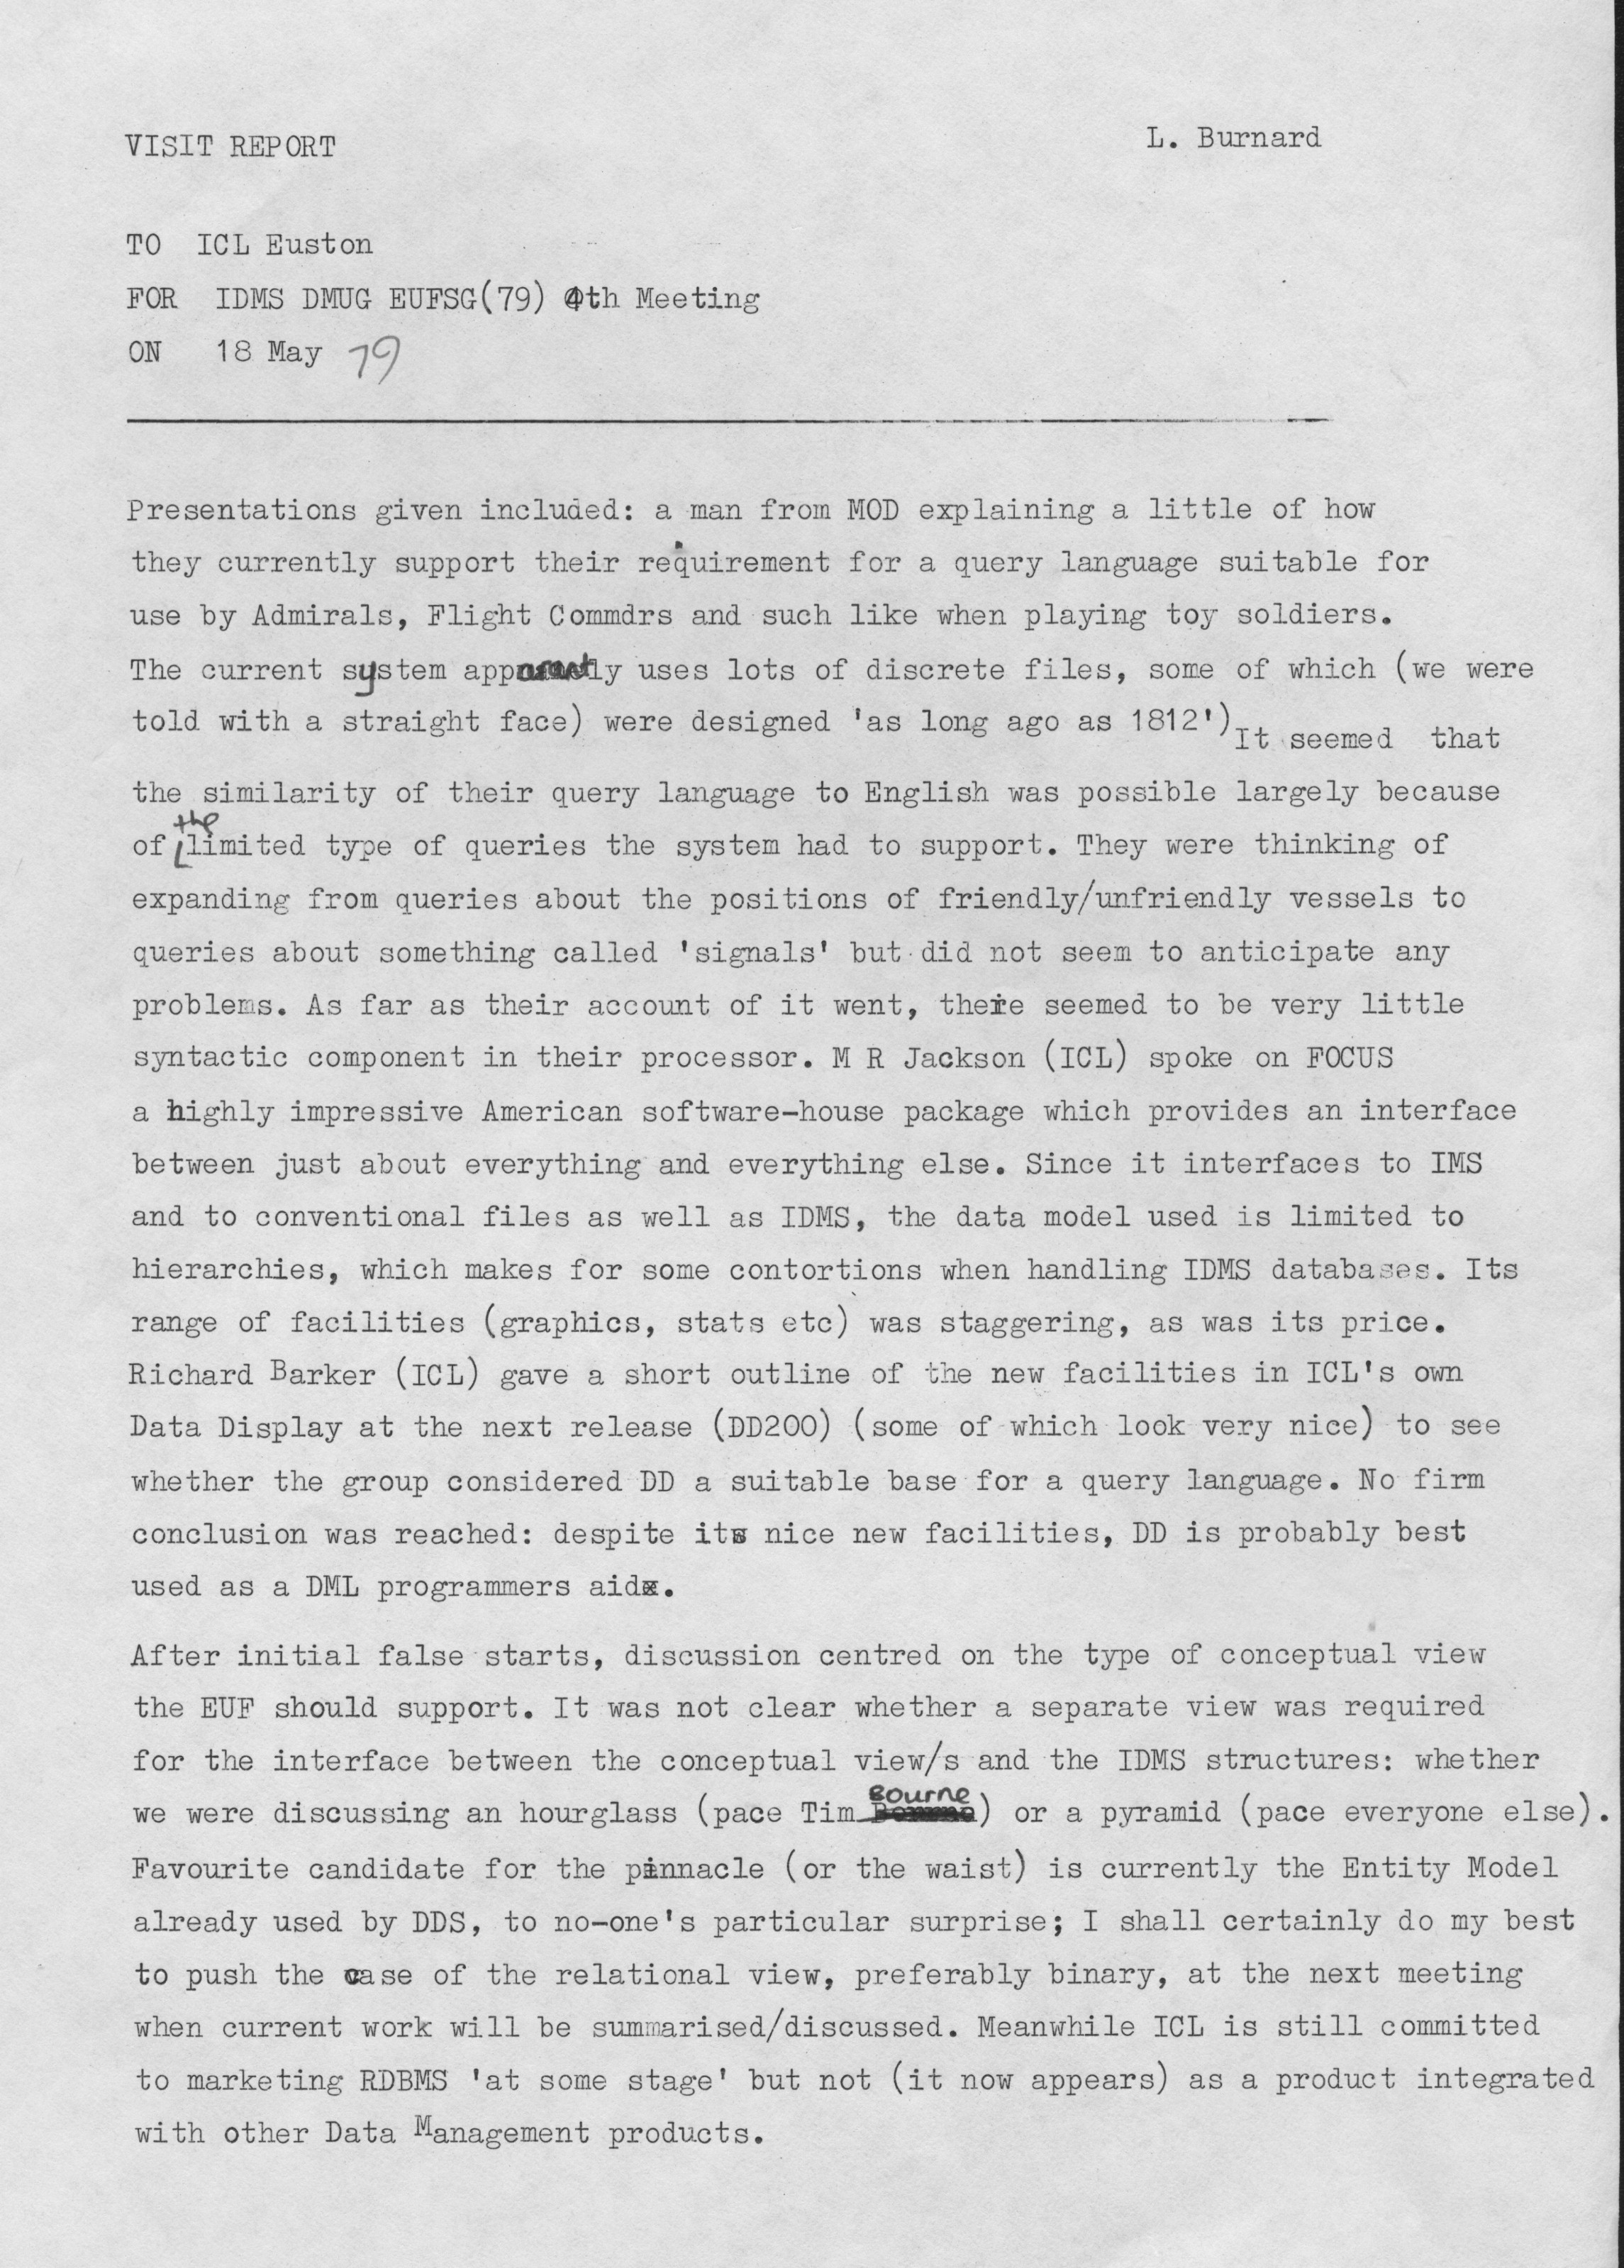 VISIT REPORT
L. Burnard
TO ICL Euston
FOR IDMS DMUG EUFSG(79) 4th Meeting
ON 18 May 79
Presentations given included: a man from MOD explaining a little of how
they currently support their requirement for a query language suitable for
use by Admirals, Flight Commdrs and such like when playing toy soldiers.
The current system apparently uses lots of discrete files, some of which (we were
told with a straight face) were designed 'as long ago as 1812') It seemed that
the similarity of their query language to English was possible largely because
of the limited type of queries the system had to support. They were thinking of
expanding from queries about the positions of friendly/unfriendly vessels to
queries about something called 'signals' but did not seem to anticipate any
problems. As far as their account of it went, there seemed to be very little
syntactic component in their processor. M R Jackson (ICL) spoke on FOCUS
a highly impressive American software-house package which provides an interface
between just about everything and everything else. Since it interfaces to IMS
and to conventional files as well as IDMS, the data model used is limited to
hierarchies, which makes for some contortions when handling IDMS databases. Its
range of facilities (graphics, stats etc) was staggering, as was its price.
Richard Barker (ICL) gave a short outline of the new facilities in ICL's own
Data Display at the next release (DD200) (some of which look very nice) to see
whether the group considered DD a suitable base for a query language. No firm
conclusion was reached: despite its nice new facilities, DD is probably best
used as a DML programmers aid.
After initial false starts, discussion centred on the type of conceptual view
the EUF should support. It was not clear whether a separate view was required
for the interface between the conceptual view/s and the IDMS structures: whether
we were discussing an hourglass (pace Tim Bourne) or a pyramid (pace everyone else).
Favourite candidate for the pinnacle (or the waist) is currently the Entity Model
already used by DDS, to no-one's particular surprise; I shall certainly do my best
to push the case of the relational view, preferably binary, at the next meeting
when current work will be summarised/discussed. Meanwhile ICL is still committed
to marketing RDBMS 'at some stage' but not (it now appears) as a product integrated
with other Data Management products.